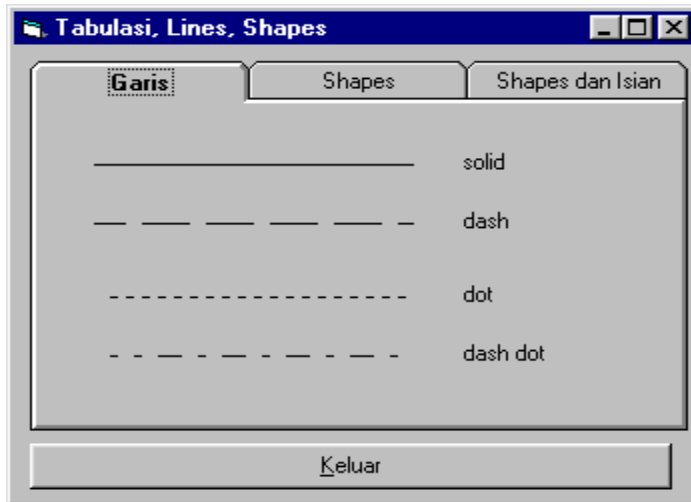 Tabulasi, Lines, Shapes
Garis Shapes Shapes dan Isian
solid
dash
dot
dash dot
Keluar